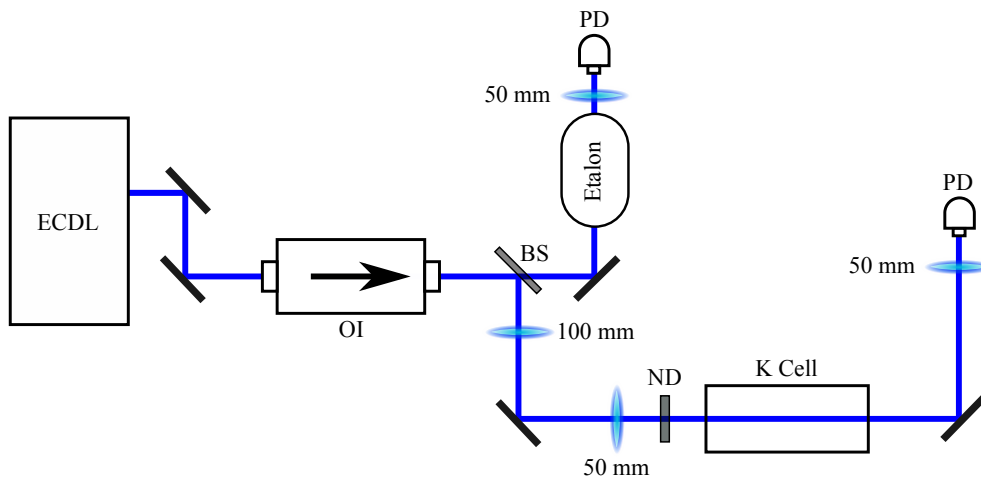 PD
50 mm
Etalon
PD
ECDL
BS
50 mm
OI
100 mm
ND
K Cell
50 mm